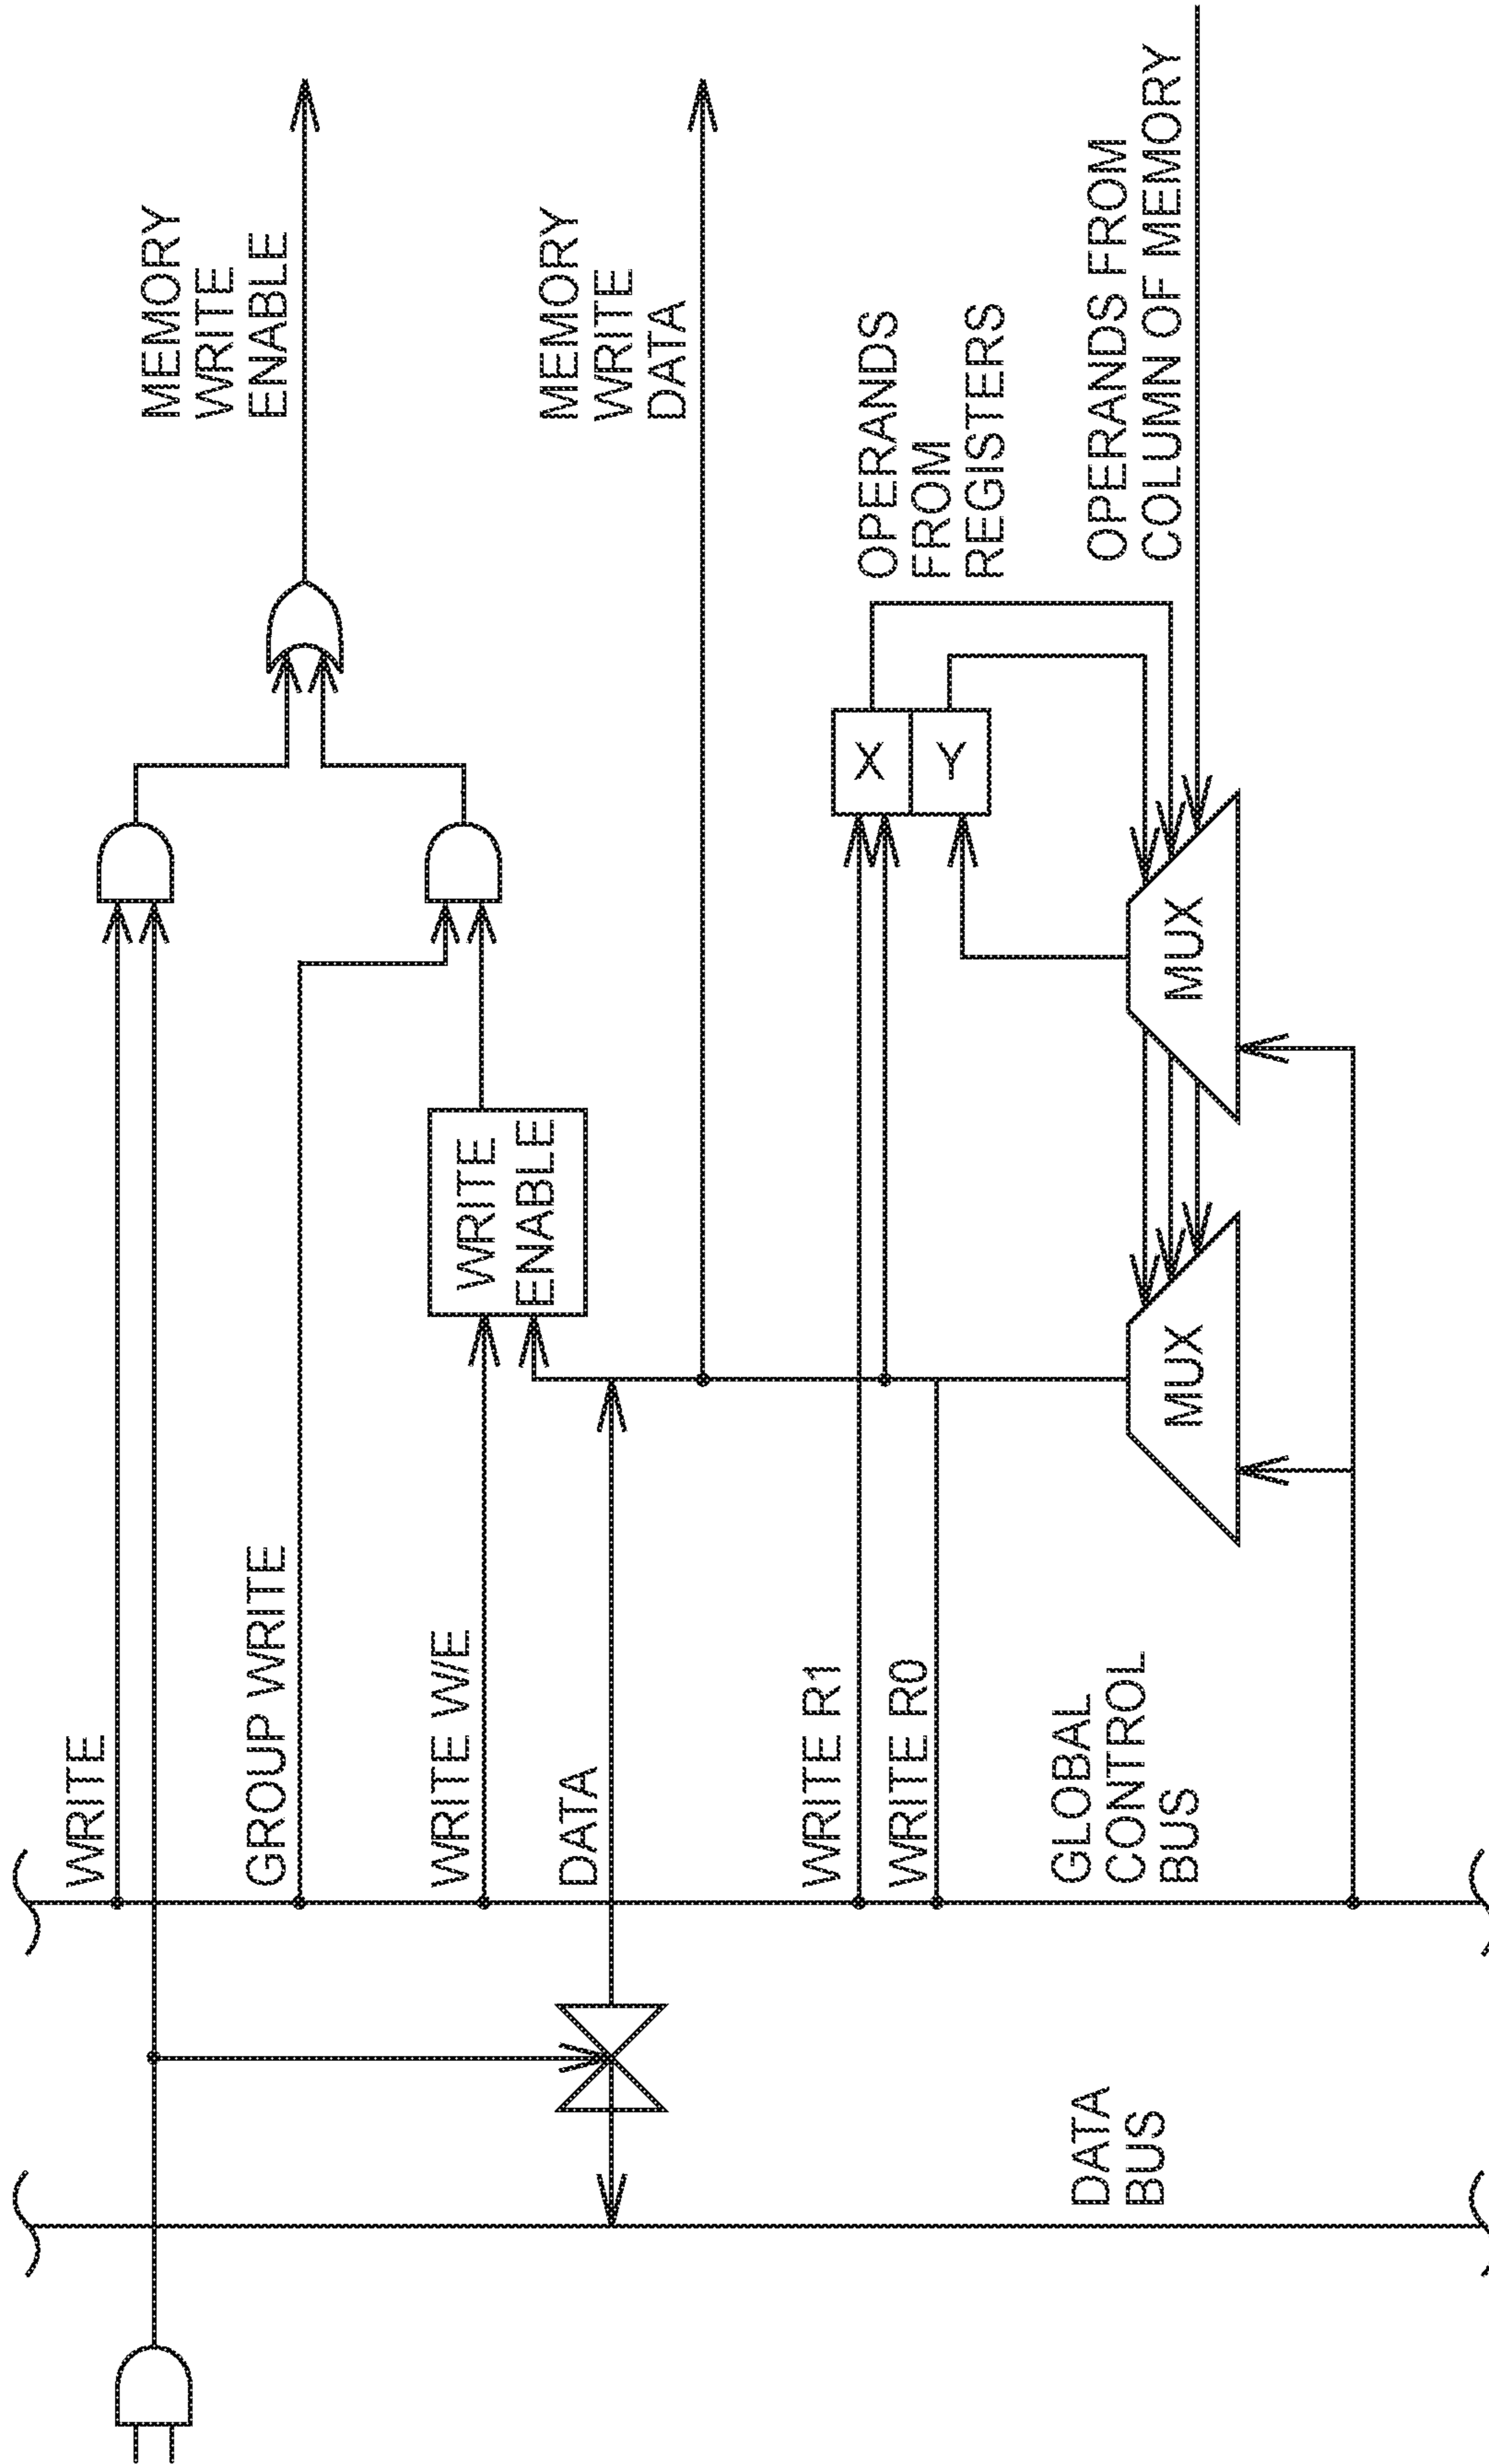 WRITE
GROUP WRITE
WRITE W/E
DATA
WRITE R1
WRITE R0
GLOBAL
CONTROL
BUS
DATA
BUS
WRITE
ENABLE
MUX
MUX
X
Y
MEMORY
WRITE
ENABLE
MEMORY
WRITE
DATA
OPERANDS
FROM
REGISTERS
OPERANDS FROM
COLUMN OF MEMORY